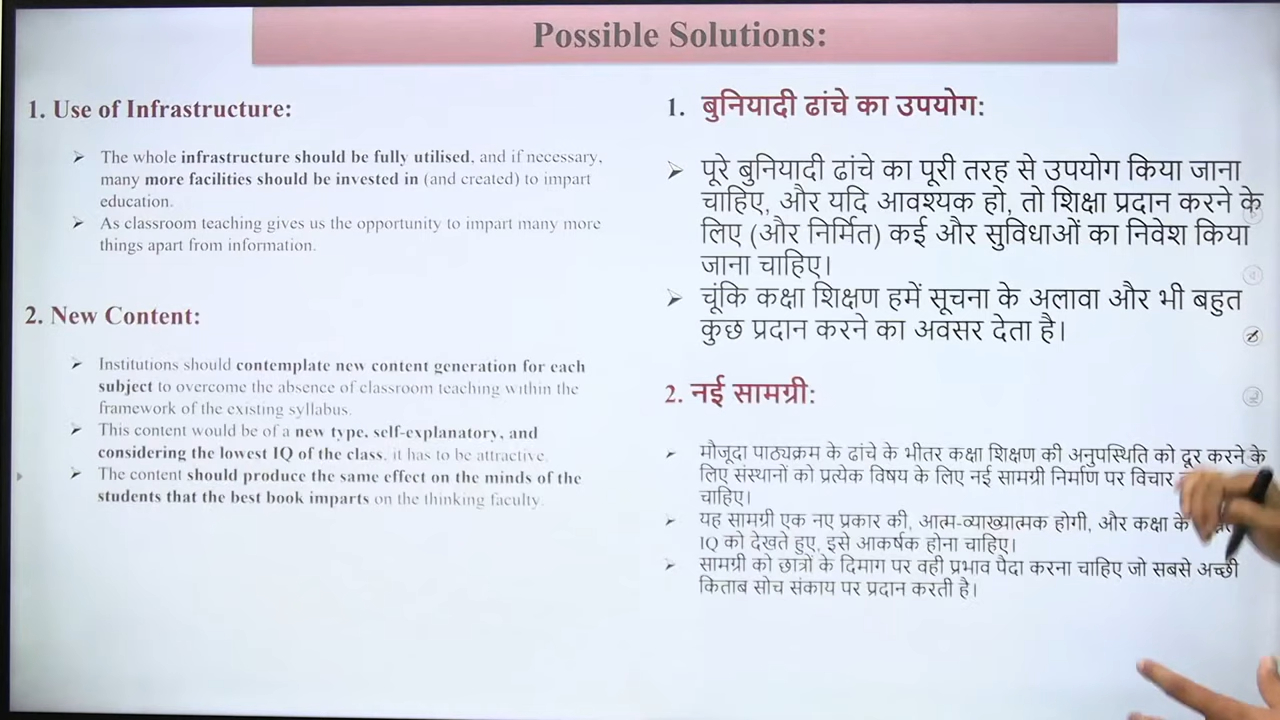 Possible Solutions:
1. Use of Infrastructure:
➢ The whole infrastructure should be fully utilised, and if necessary,
many more facilities should be invested in (and created) to impart
education.
➢ As classroom teaching gives us the opportunity to impart many more
things apart from information.
2. New Content:
➢ Institutions should contemplate new content generation for each
subject to overcome the absence of classroom teaching within the
framework of the existing syllabus.
➢ This content would be of a new type, self-explanatory, and
considering the lowest IQ of the class, it has to be attractive.
➢ The content should produce the same effect on the minds of the
students that the best book imparts on the thinking faculty.
1. बुनियादी ढांचे का उपयोग:
➢ पूरे बुनियादी ढांचे का पूरी तरह से उपयोग किया जाना
चाहिए, और यदि आवश्यक हो, तो शिक्षा प्रदान करने के
लिए (और निर्मित) कई और सुविधाओं का निवेश किया
जाना चाहिए।
➢ चूंकि कक्षा शिक्षण हमें सूचना के अलावा और भी बहुत
कुछ प्रदान करने का अवसर देता है।
2. नई सामग्री:
➢ मौजूदा पाठ्यक्रम के ढांचे के भीतर कक्षा शिक्षण की अनुपस्थिति को दूर करने के
लिए संस्थानों को प्रत्येक विषय के लिए नई सामग्री निर्माण पर विचार
चाहिए।
➢ यह सामग्री एक नए प्रकार की, आत्म-व्याख्यात्मक होगी, और कक्षा के
IQ को देखते हुए, इसे आकर्षक होना चाहिए।
➢ सामग्री को छात्रों के दिमाग पर वही प्रभाव पैदा करना चाहिए जो सबसे अच्छी
किताब सोच संकाय पर प्रदान करती है।